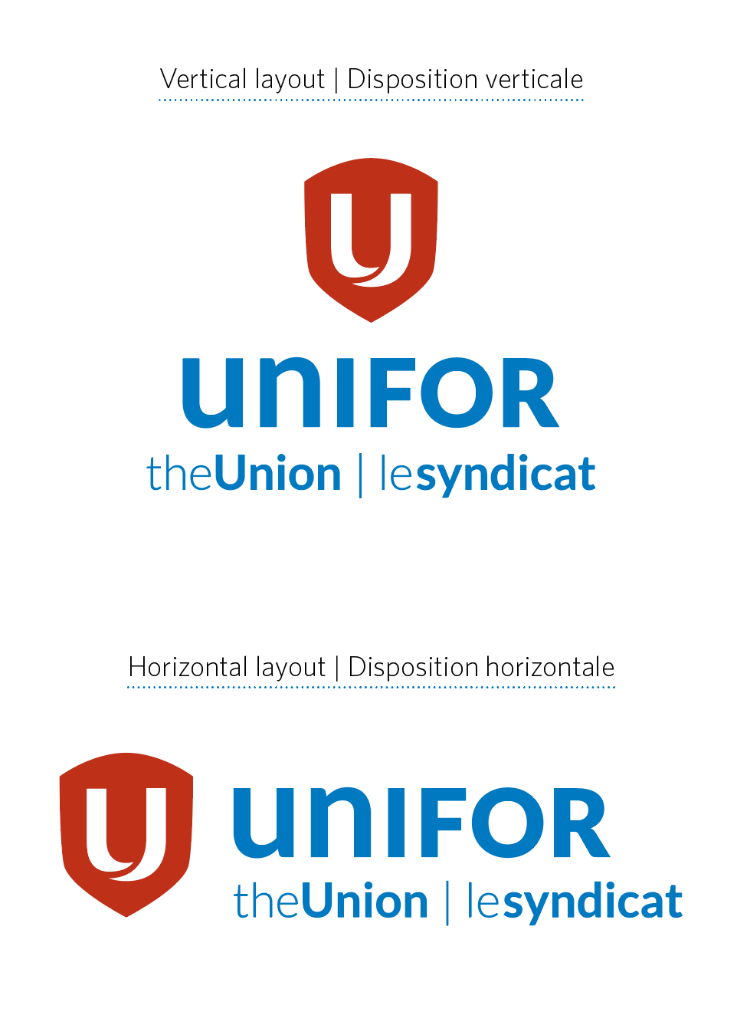 Vertical layout | Disposition verticale
U
unIFOR
theUnion | lesyndicat
Horizontal layout | Disposition horizontale
U
unIFOR
theUnion | lesyndicat